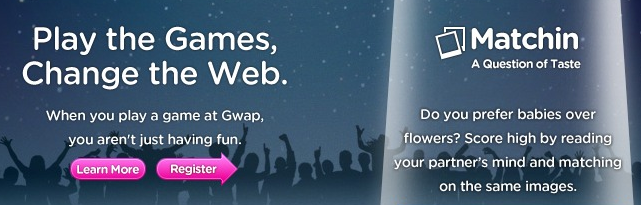 Play the Games,
Change the Web.
When you play a game at Gwap,
you aren't just having fun.
Learn More
Register
Matchin
A Question of Taste
Do you prefer babies over
flowers? Score high by reading
your partner's mind and matching
on the same images.